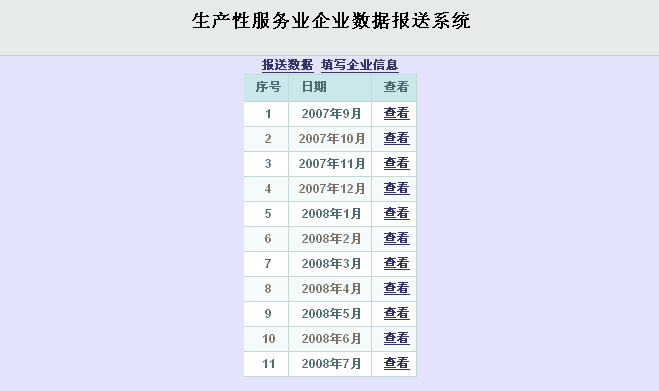 生产性服务业企业数据报送系统
报送数据 填写企业信息
序号 日期 查看
1 2007年9月 查看
2 2007年10月 查看
3 2007年11月 查看
4 2007年12月 查看
5 2008年1月 查看
6 2008年2月 查看
7 2008年3月 查看
8 2008年4月 查看
9 2008年5月 查看
10 2008年6月 查看
11 2008年7月 查看